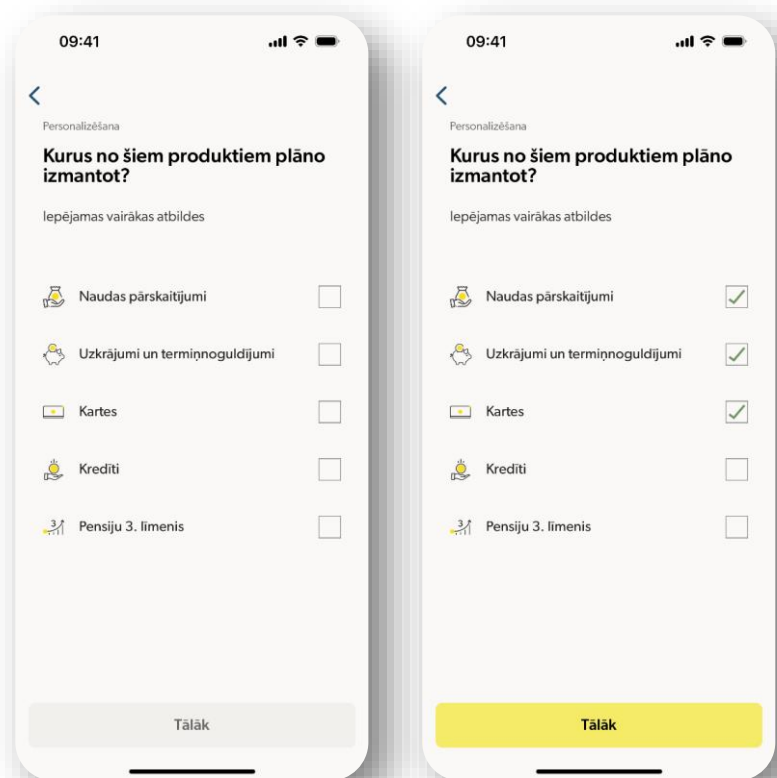 09:41
Personalizēšana
Kurus no šiem produktiem plāno
izmantot?
Iepējamas vairākas atbildes
Naudas pārskaitījumi
Uzkrājumi un termiņnoguldījumi
Kartes
Kredīti
3
Pensiju 3. līmenis
Tālāk
09:41
Personalizēšana
Kurus no šiem produktiem plāno
izmantot?
Iepējamas vairākas atbildes
Naudas pārskaitījumi
Uzkrājumi un termiņnoguldījumi
Kartes
Kredīti
3
Pensiju 3. līmenis
Tālāk